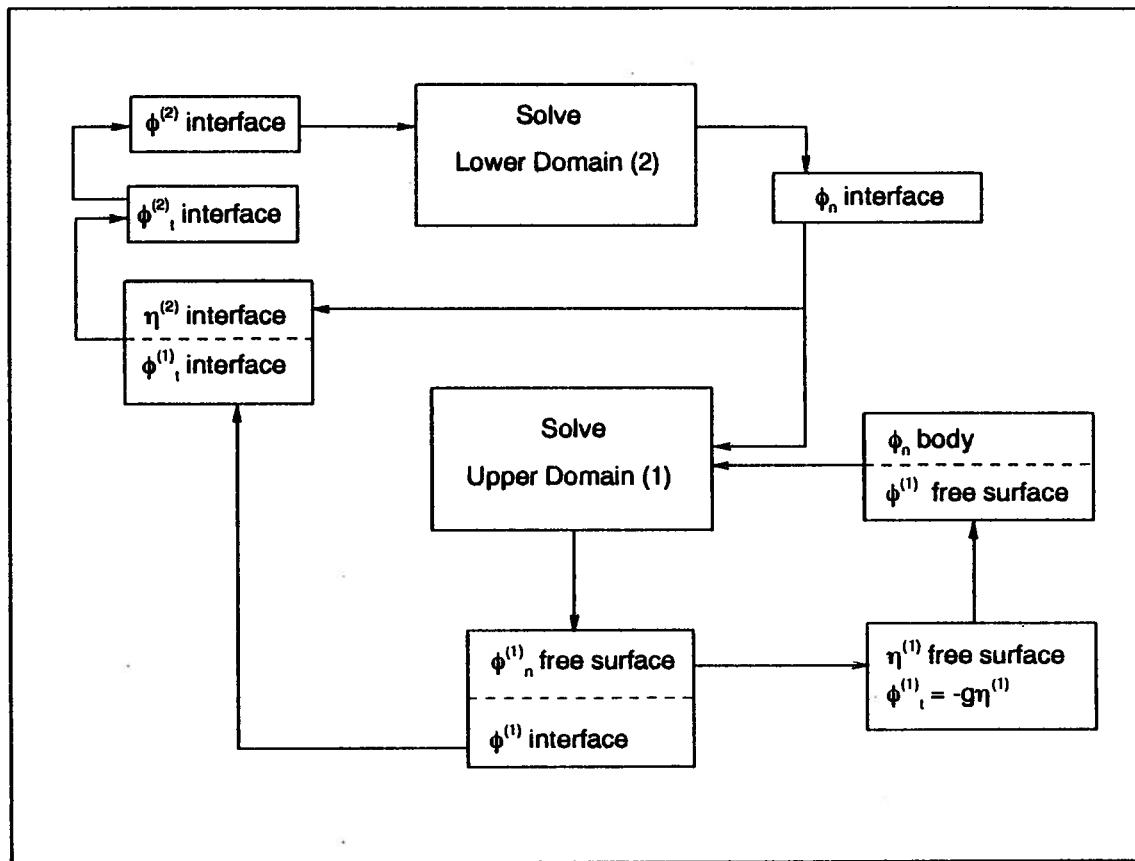 ϕ⁽²⁾ interface
Solve
Lower Domain (2)
ϕₙ interface
ϕ⁽²⁾ₜ interface
η⁽²⁾ interface
ϕ⁽¹⁾ₜ interface
Solve
Upper Domain (1)
ϕₙ body
ϕ⁽¹⁾ free surface
ϕ⁽¹⁾ₙ free surface
ϕ⁽¹⁾ interface
η⁽¹⁾ free surface
ϕ⁽¹⁾ₜ = -gη⁽¹⁾